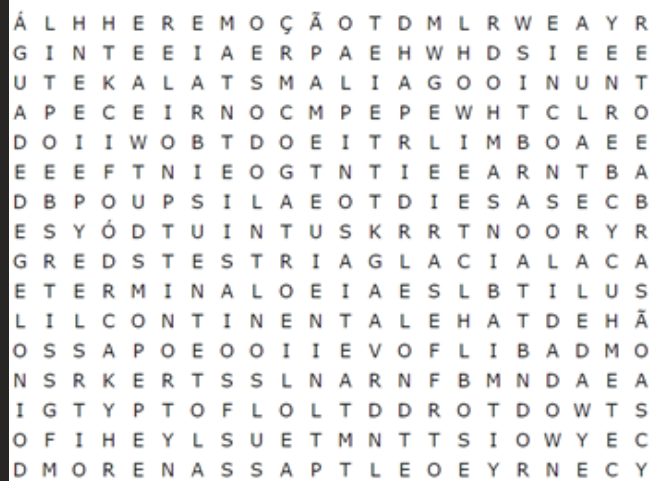 Á L H H E R E M O Ç Ã O T D M L R W E A Y R
G I N T E E I A E R P A E H W H D S I E E E
U T E K A L A T S M A L I A G O O I N U N T
A P E C E I R N O C M P E P E W H T C L R O
D O I I W O B T D O E I T R L I M B O A E E
E E E F T N I E O G T N T I E E A R N T B A
D B P O U P S I L A E O T D I E S A S E C B
E S Y Ó D T U I N T U S K R R T N O O R Y R
G R E D S T E S T R I A G L A C I A L A C A
E T E R M I N A L O E I A E S L B T I L U S
L I L C O N T I N E N T A L E H A T D E H Ã
O S S A P O E O O I I E V O F L I B A D M O
N S R K E R T S S L N A R N F B M N D A E A
I G T Y P T O F L O L T D D R O T D O W T S
O F I H E Y L S U E T M N T T S I O W Y E C
D M O R E N A S S A P T L E O E Y R N E C Y